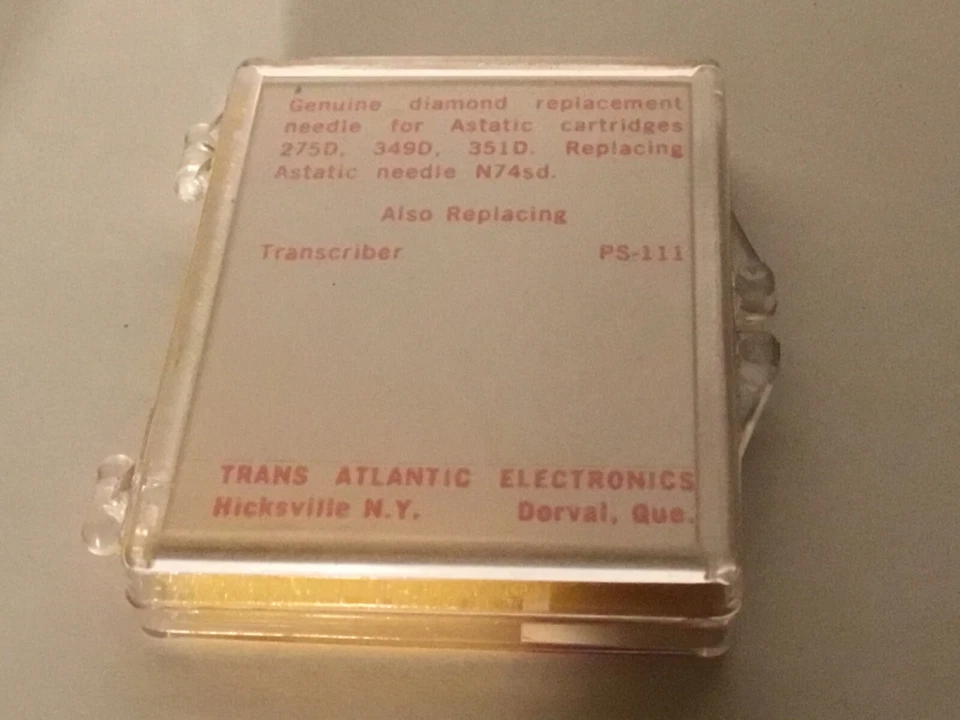 Genuine diamond replacement
needle for Astatic cartridges
275D, 349D, 351D. Replacing
Astatic needle N74sd.
Also Replacing
Transcriber PS-111
TRANS ATLANTIC ELECTRONICS
Hicksville N.Y. Dorval, Que.